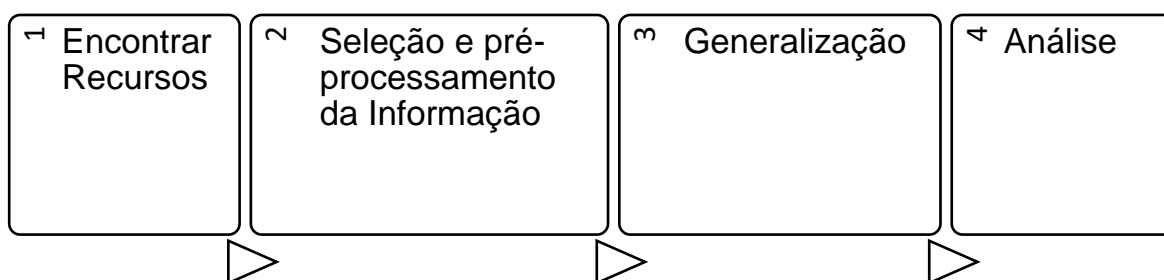 1
Encontrar
Recursos
2
Seleção e pré-
processamento
da Informação
3
Generalização
4
Análise